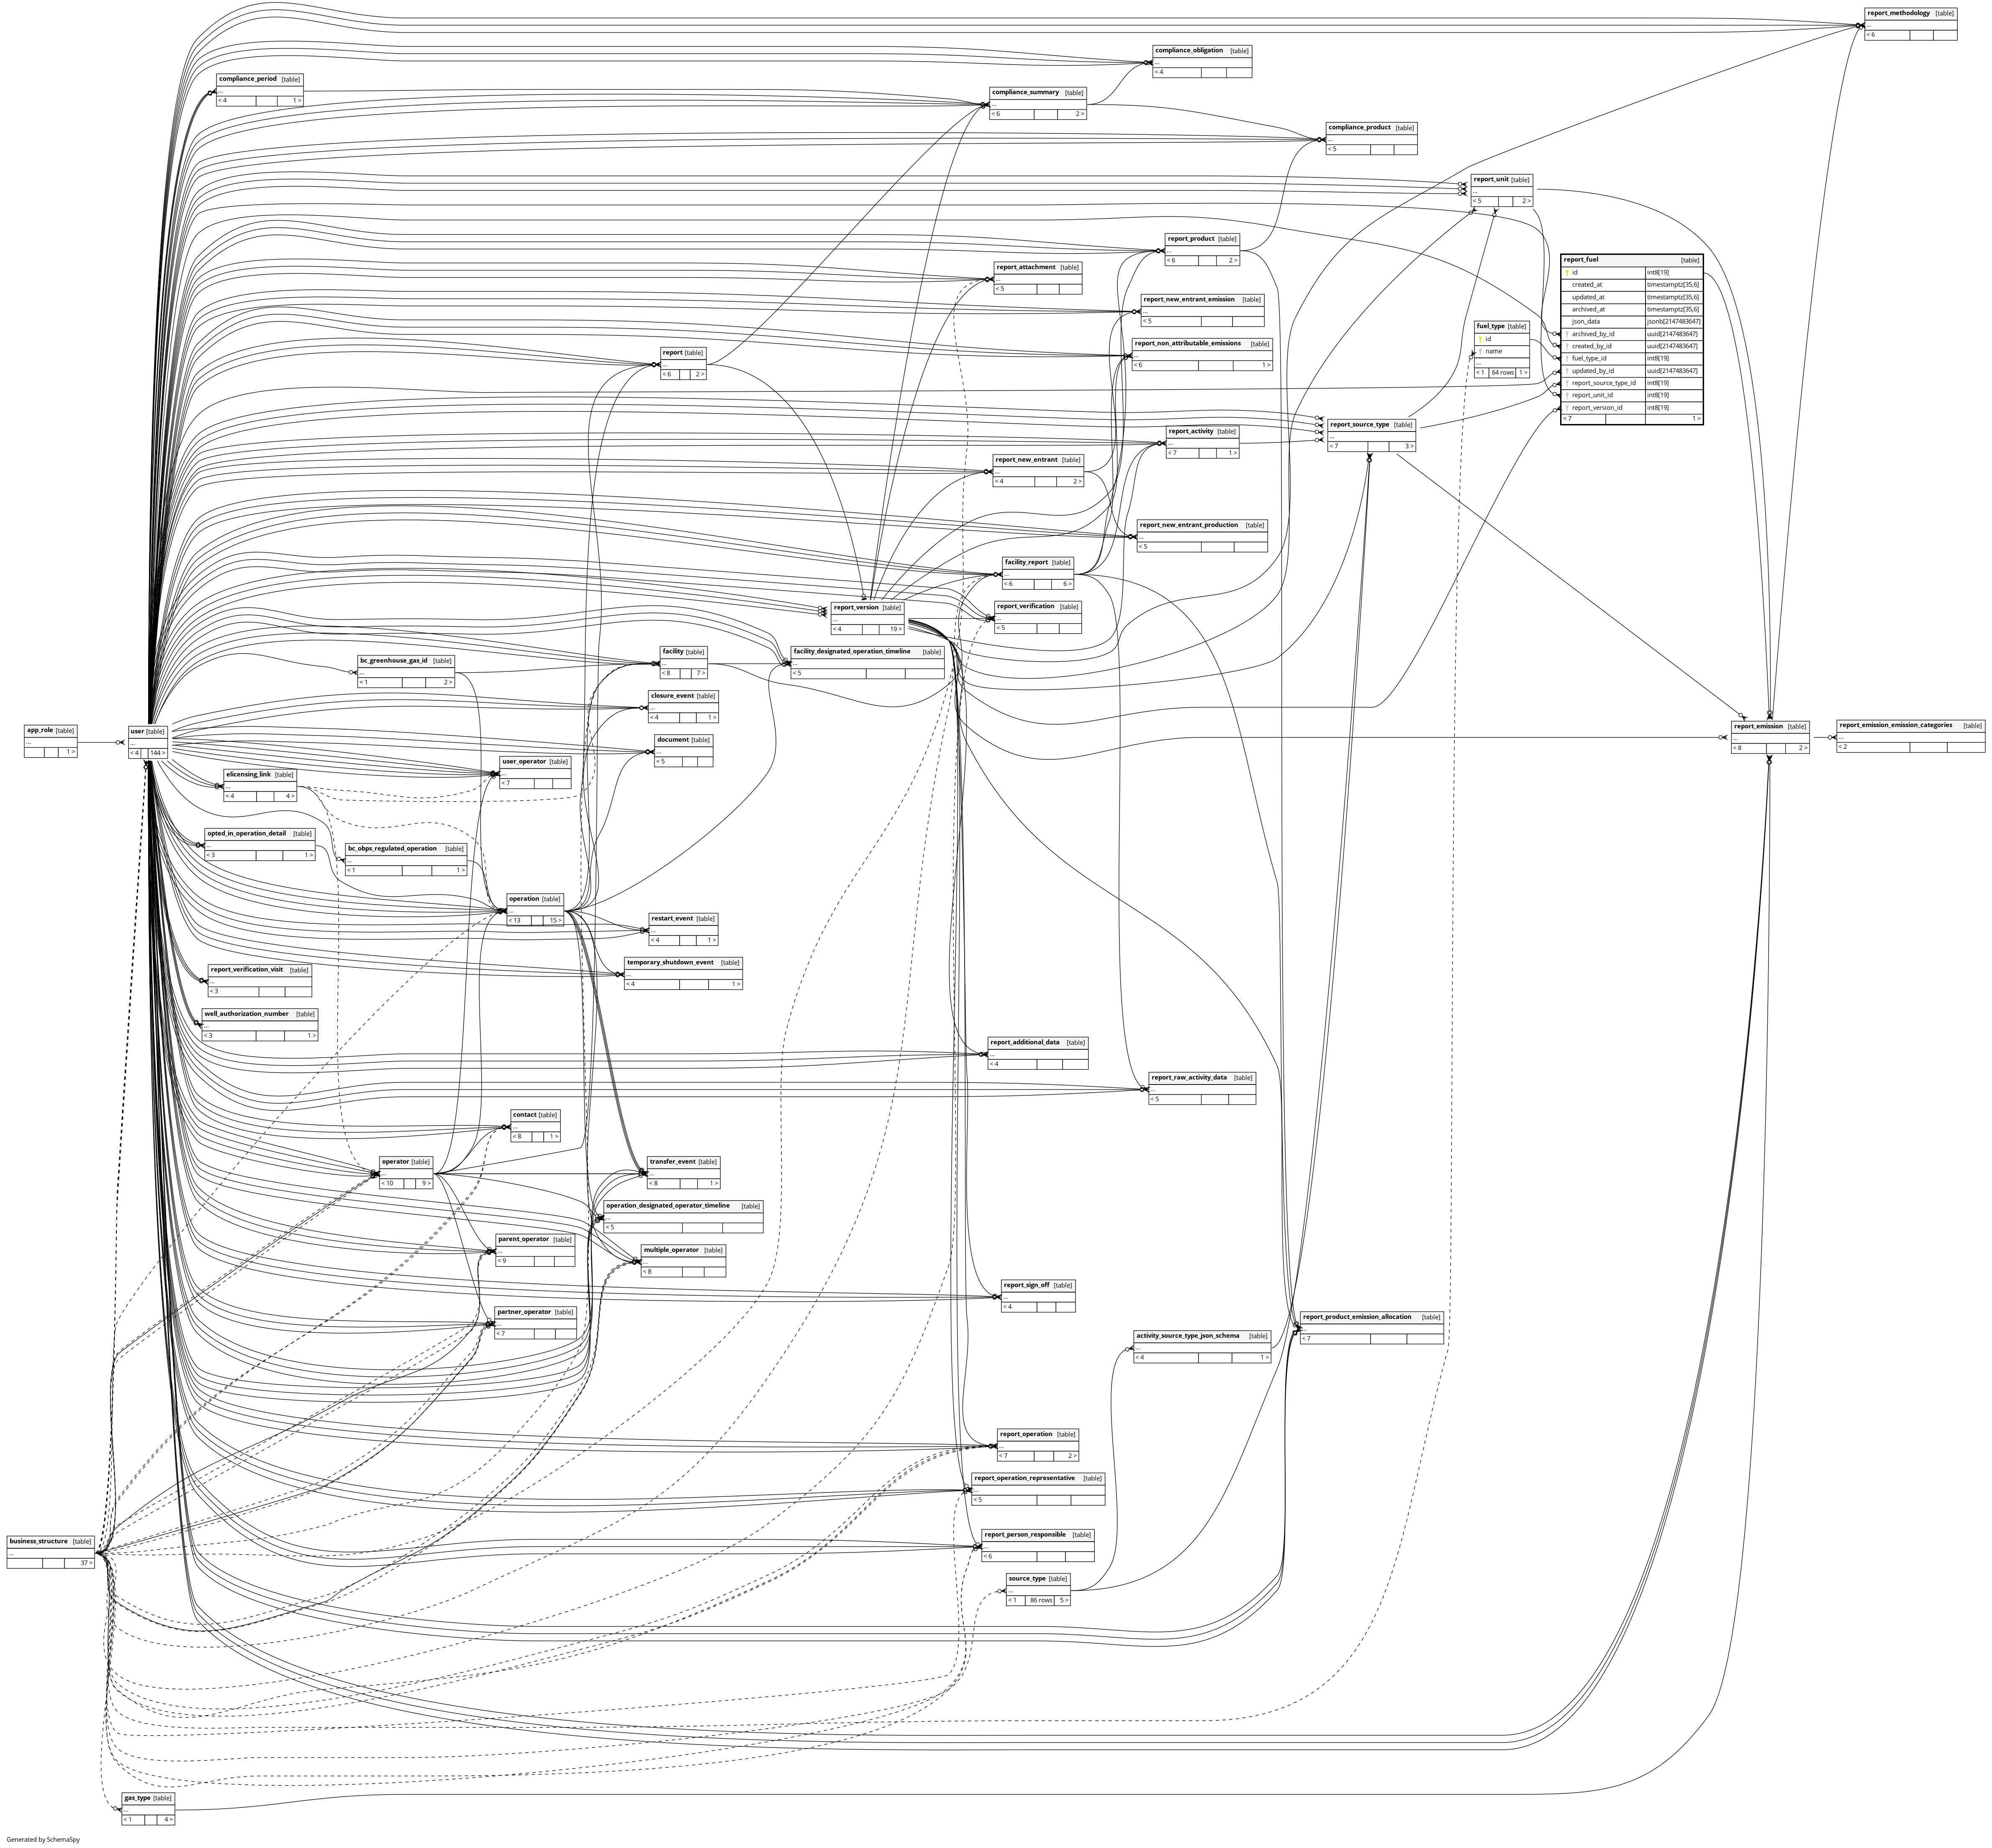 report_methodology [table]
...
< 6
compliance_obligation [table]
...
< 4
compliance_period [table]
...
< 4 1 >
compliance_summary [table]
...
< 6 2 >
compliance_product [table]
...
< 5
report_unit [table]
...
< 5 2 >
report_product [table]
...
< 6 2 >
report_fuel [table]
id int8[19]
created_at timestamptz[35,6]
updated_at timestamptz[35,6]
archived_at timestamptz[35,6]
json_data jsonb[2147483647]
archived_by_id uuid[2147483647]
created_by_id uuid[2147483647]
fuel_type_id int8[19]
updated_by_id uuid[2147483647]
report_source_type_id int8[19]
report_unit_id int8[19]
report_version_id int8[19]
< 7 1 >
report_attachment [table]
...
< 5
report_new_entrant_emission [table]
...
< 5
fuel_type [table]
id
name
...
< 1 64 rows 1 >
report_non_attributable_emissions [table]
...
< 6 1 >
report [table]
...
< 6 2 >
report_source_type [table]
...
< 7 3 >
report_activity [table]
...
< 7 1 >
report_new_entrant [table]
...
< 4 2 >
report_new_entrant_production [table]
...
< 5
facility_report [table]
...
< 6 6 >
report_version [table]
...
< 4 19 >
report_verification [table]
...
< 5
facility [table]
...
< 8 7 >
facility_designated_operation_timeline [table]
...
< 5
bc_greenhouse_gas_id [table]
...
< 1 2 >
closure_event [table]
...
< 4 1 >
app_role [table]
...
1 >
user [table]
...
< 4 144 >
document [table]
...
< 5
report_emission [table]
...
< 8 2 >
report_emission_emission_categories [table]
...
< 2
user_operator [table]
...
< 7
elicensing_link [table]
...
< 4 4 >
opted_in_operation_detail [table]
...
< 3 1 >
bc_obps_regulated_operation [table]
...
< 1 1 >
operation [table]
...
< 13 15 >
restart_event [table]
...
< 4 1 >
temporary_shutdown_event [table]
...
< 4 1 >
report_verification_visit [table]
...
< 3
well_authorization_number [table]
...
< 3 1 >
report_additional_data [table]
...
< 4
report_raw_activity_data [table]
...
< 5
contact [table]
...
< 8 1 >
operator [table]
...
< 10 9 >
transfer_event [table]
...
< 8 1 >
operation_designated_operator_timeline [table]
...
< 5
parent_operator [table]
...
< 9
multiple_operator [table]
...
< 8
report_sign_off [table]
...
< 4
partner_operator [table]
...
< 7
report_product_emission_allocation [table]
...
< 7
activity_source_type_json_schema [table]
...
< 4 1 >
report_operation [table]
...
< 7 2 >
report_operation_representative [table]
...
< 5
report_person_responsible [table]
...
< 6
business_structure [table]
...
37 >
source_type [table]
...
< 1 86 rows 5 >
gas_type [table]
...
< 1 4 >
Generated by SchemaSpy